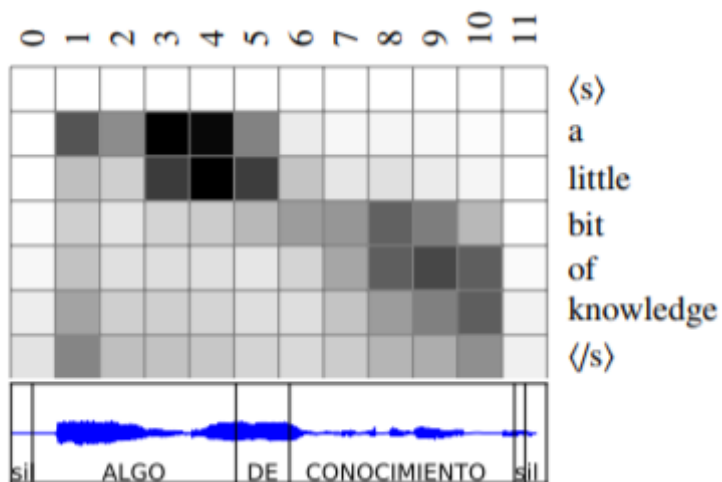 0 1 2 3 4 5 6 7 8 9 10 11
⟨s⟩
a
little
bit
of
knowledge
⟨/s⟩
sil ALGO DE CONOCIMIENTO sil